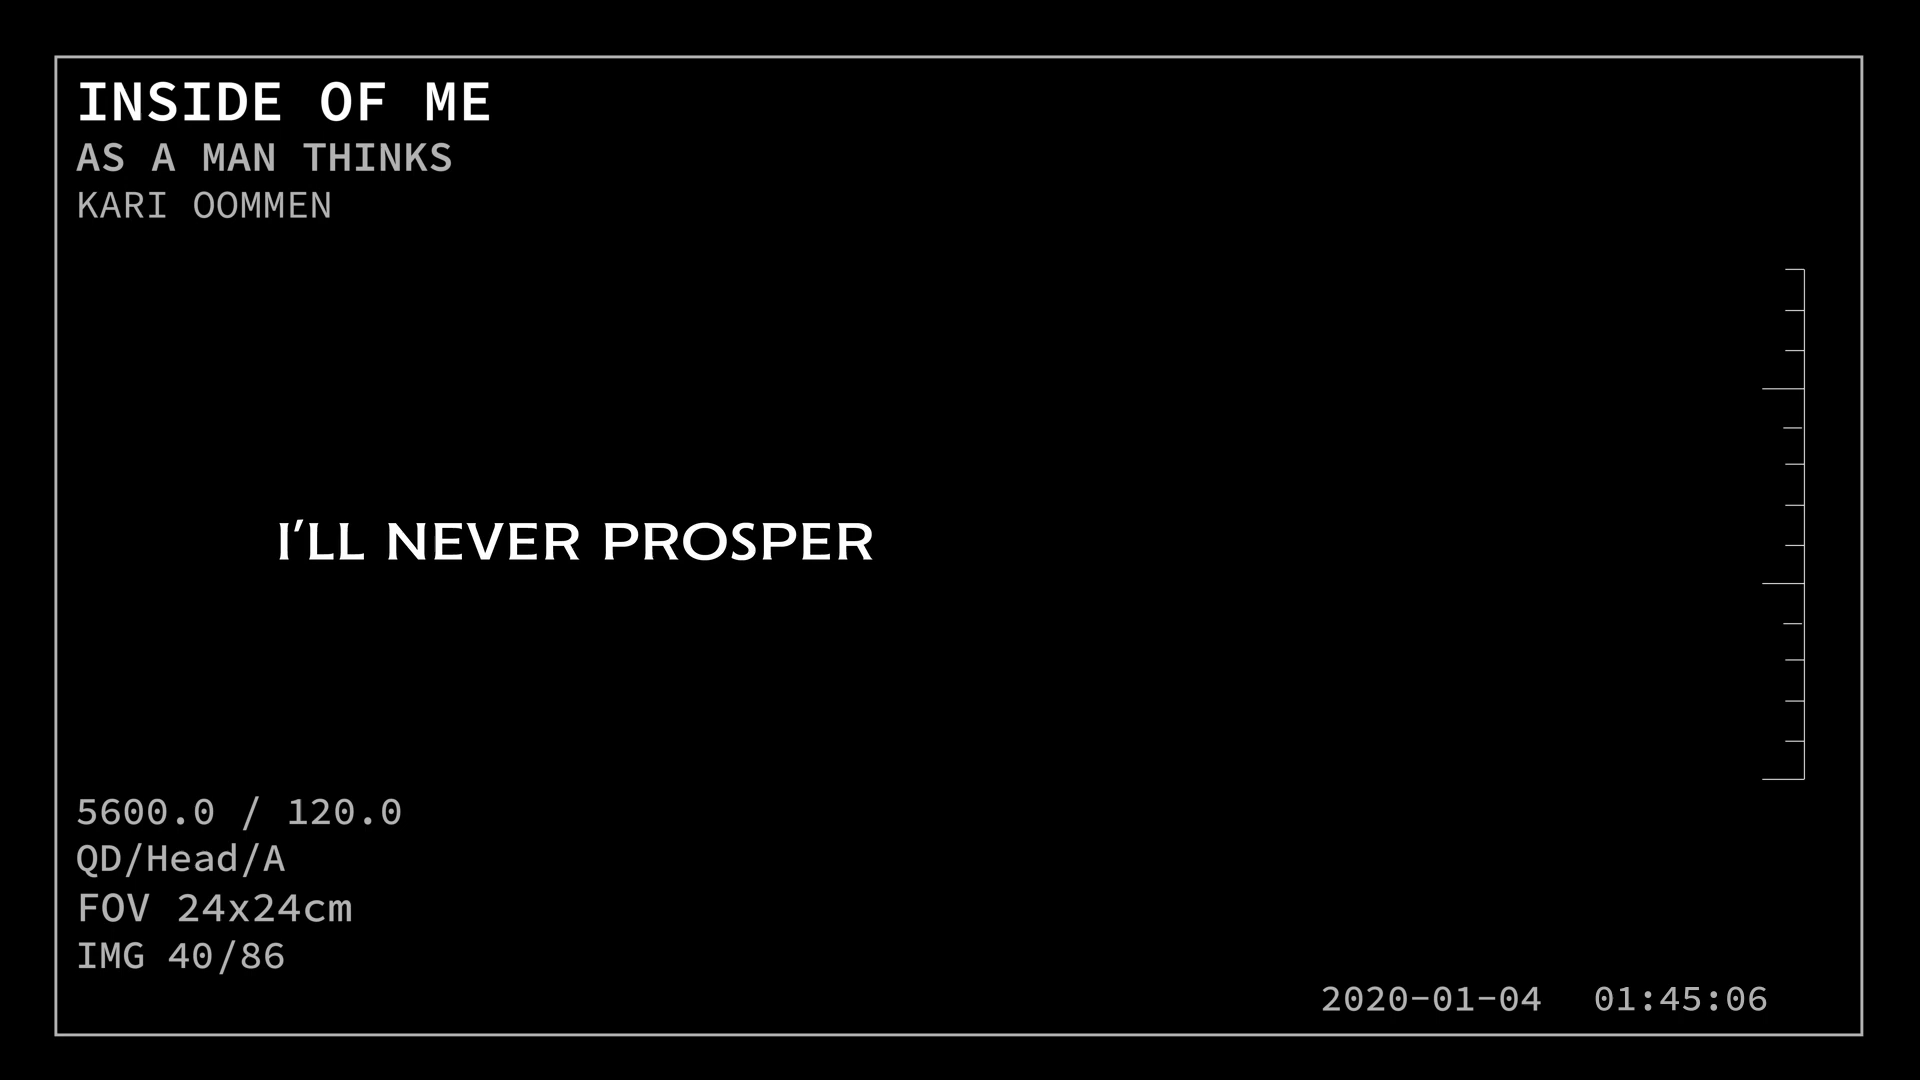 INSIDE OF ME
AS A MAN THINKS
KARI OOMMEN
I'LL NEVER PROSPER
5600.0 / 120.0
QD/Head/A
FOV 24x24cm
IMG 40/86
2020-01-04 01:45:06